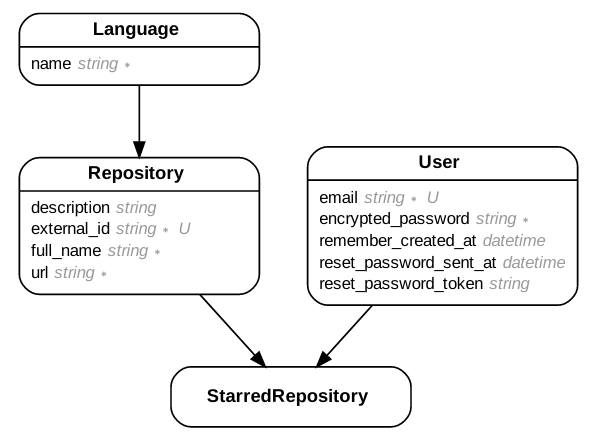 Language
name string *
Repository
description string
external_id string * U
full_name string *
url string *
User
email string * U
encrypted_password string *
remember_created_at datetime
reset_password_sent_at datetime
reset_password_token string
StarredRepository